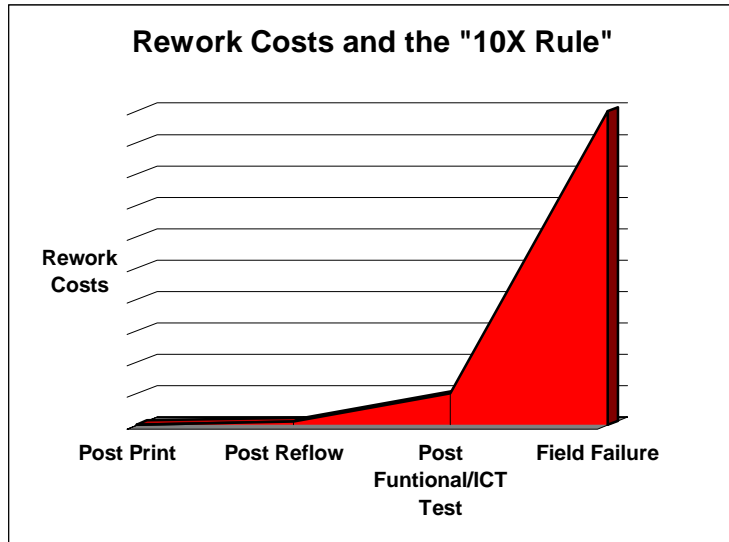 Rework Costs and the "10X Rule"
Rework
Costs
Post Print
Post Reflow
Post
Funtional/ICT
Test
Field Failure